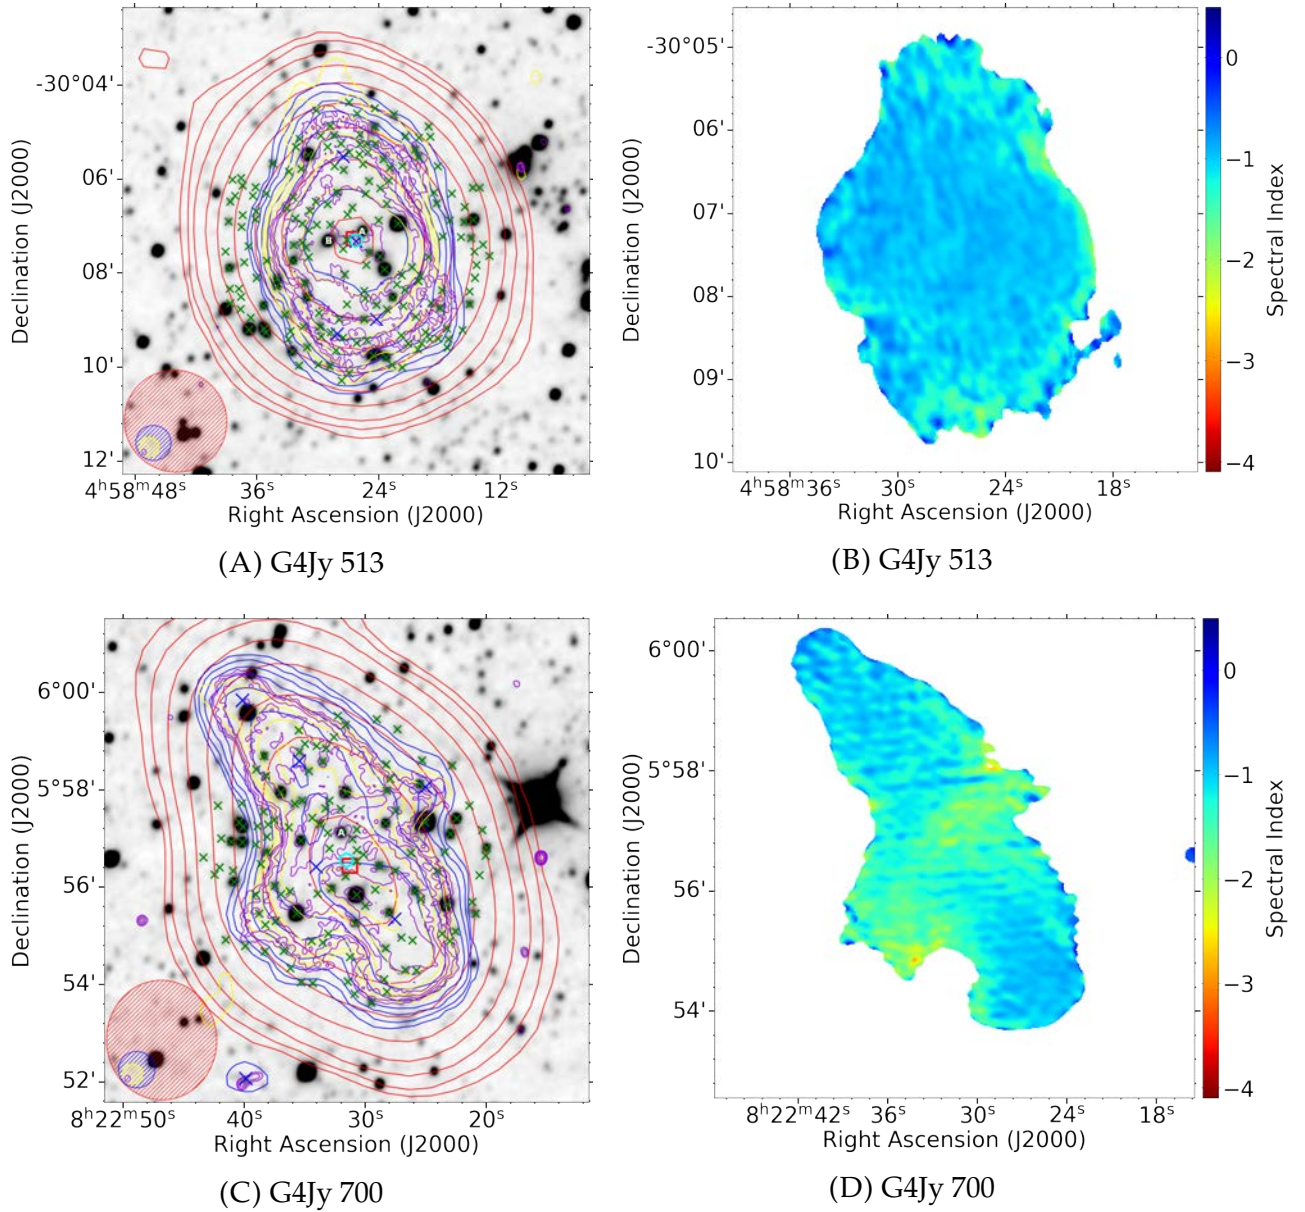 -30°04'
06'
08'
10'
12'
Declination (J2000)
B
A
4ʰ58ᵐ48ˢ
36ˢ
24ˢ
12ˢ
Right Ascension (J2000)
(A) G4Jy 513
-30°05'
06'
07'
08'
09'
10'
Declination (J2000)
4ʰ58ᵐ36ˢ
30ˢ
24ˢ
18ˢ
Right Ascension (J2000)
0
−1
−2
−3
−4
Spectral Index
(B) G4Jy 513
6°00'
5°58'
56'
54'
52'
Declination (J2000)
A
8ʰ22ᵐ50ˢ
40ˢ
30ˢ
20ˢ
Right Ascension (J2000)
(C) G4Jy 700
6°00'
5°58'
56'
54'
Declination (J2000)
8ʰ22ᵐ42ˢ
36ˢ
30ˢ
24ˢ
18ˢ
Right Ascension (J2000)
0
−1
−2
−3
−4
Spectral Index
(D) G4Jy 700